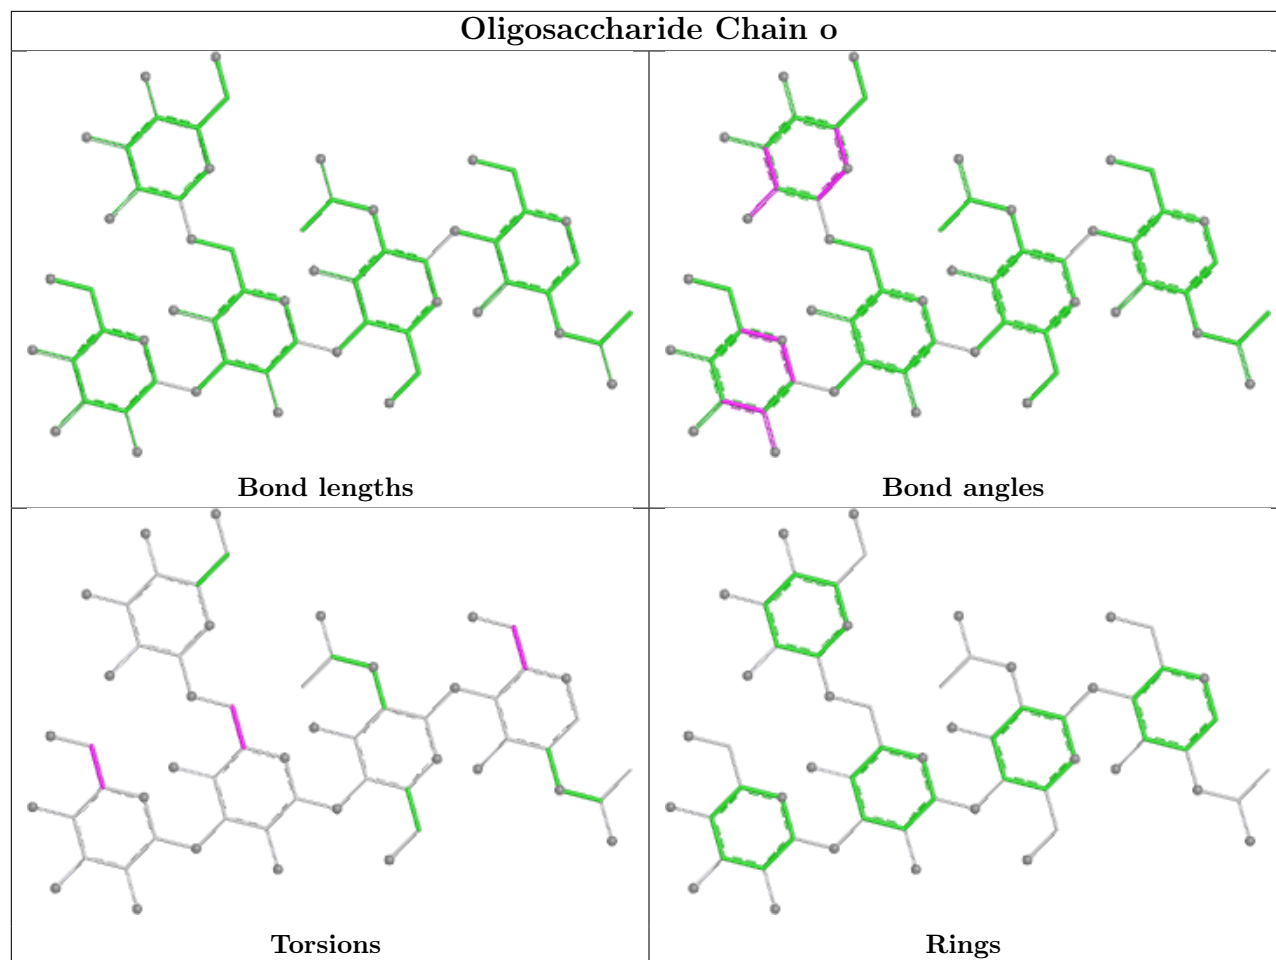 Oligosaccharide Chain o
Bond lengths
Bond angles
Torsions
Rings